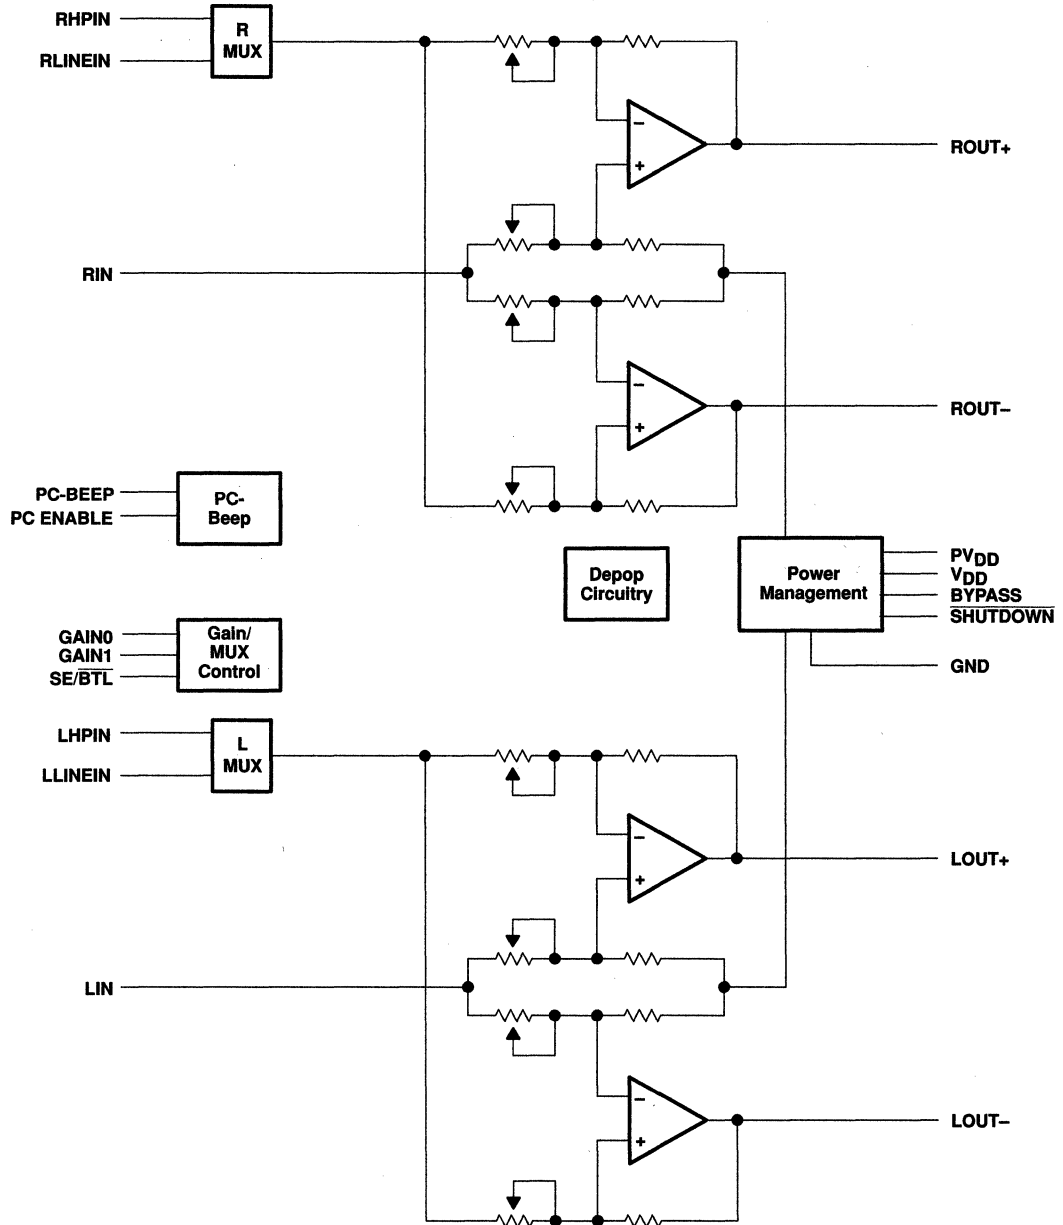 RHPIN
R
MUX
RLINEIN
−
ROUT+
+
RIN
−
ROUT−
+
PC-BEEP
PC-
Beep
PC ENABLE
Depop
Circuitry
Power
Management
PVDD
VDD
BYPASS
SHUTDOWN
GND
GAIN0
GAIN1
SE/BTL
Gain/
MUX
Control
LHPIN
L
MUX
LLINEIN
−
LOUT+
+
LIN
−
LOUT−
+